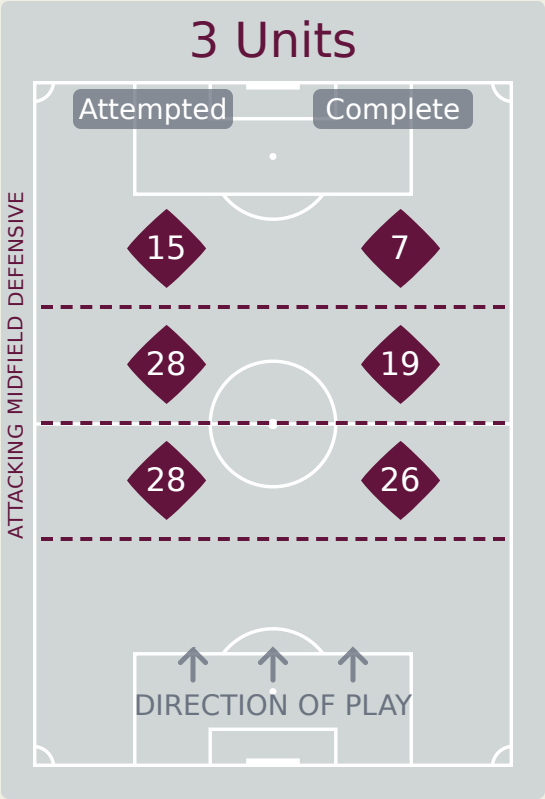 3 Units
Attempted Complete
ATTACKING MIDFIELD DEFENSIVE
15 7
28 19
28 26
DIRECTION OF PLAY